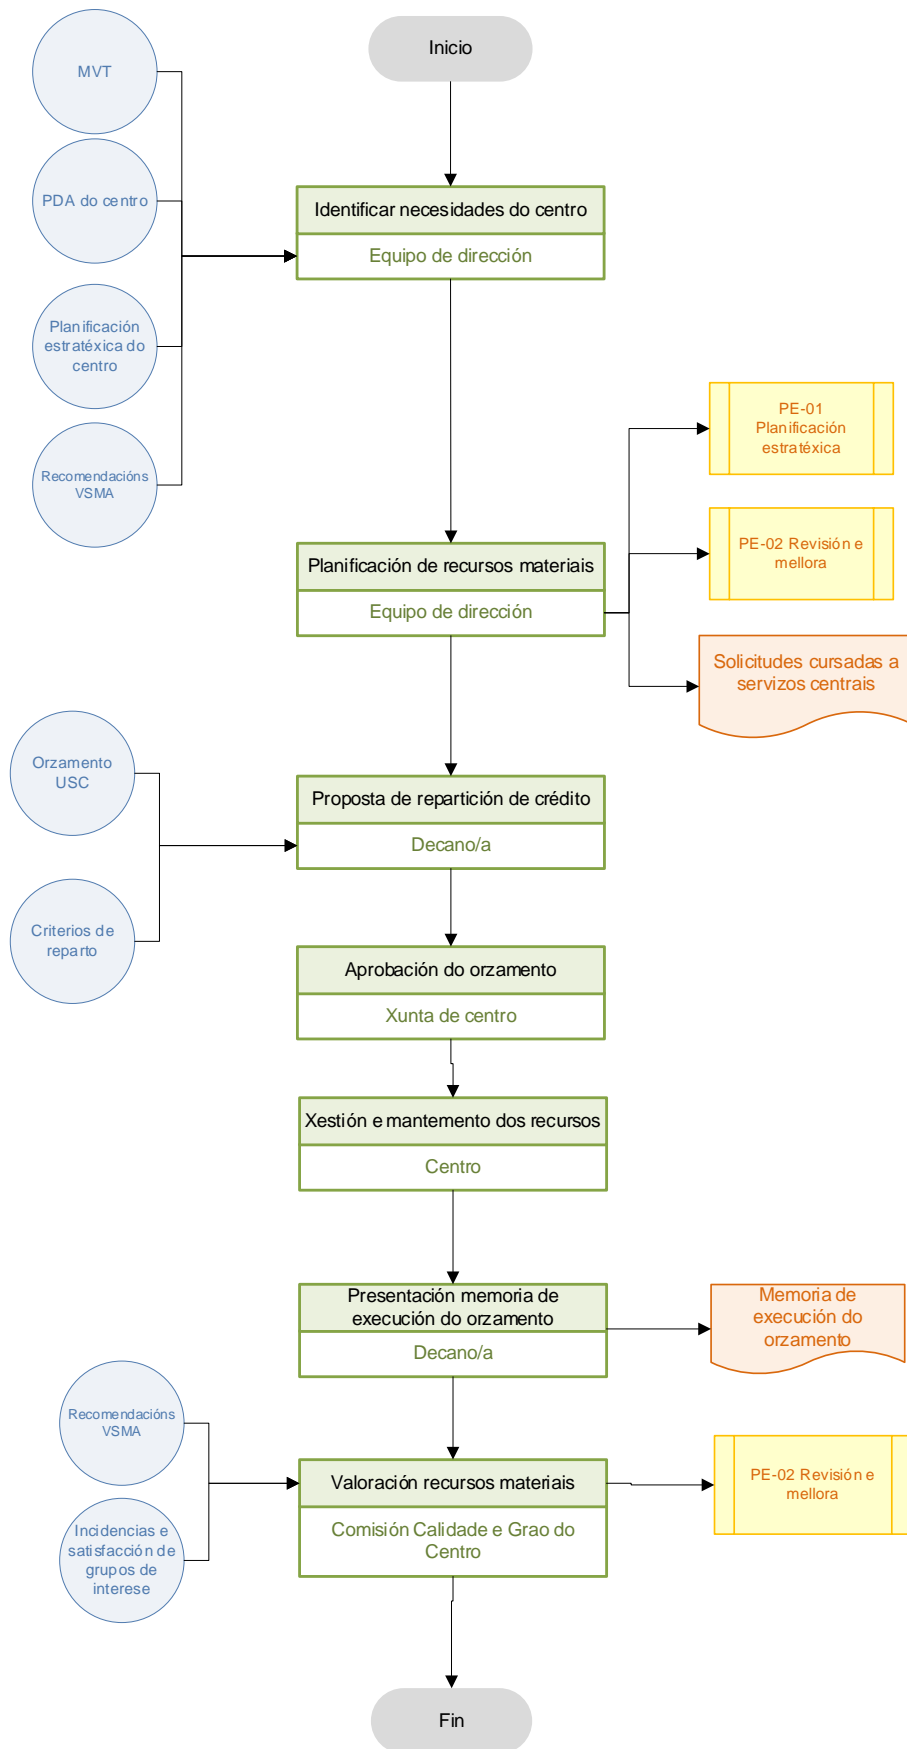 Inicio
MVT
PDA do centro
Identificar necesidades do centro
Equipo de dirección
Planificación
estratéxica do
centro
Recomendacións
VSMA
PE-01
Planificación
estratéxica
PE-02 Revisión e
mellora
Planificación de recursos materiais
Equipo de dirección
Solicitudes cursadas a
servizos centrais
Orzamento
USC
Proposta de repartición de crédito
Decano/a
Criterios de
reparto
Aprobación do orzamento
Xunta de centro
Xestión e mantemento dos recursos
Centro
Presentación memoria de
execución do orzamento
Decano/a
Memoria de
execución do
orzamento
Recomendacións
VSMA
Valoración recursos materiais
Comisión Calidade e Grao do
Centro
PE-02 Revisión e
mellora
Incidencias e
satisfacción de
grupos de
interese
Fin